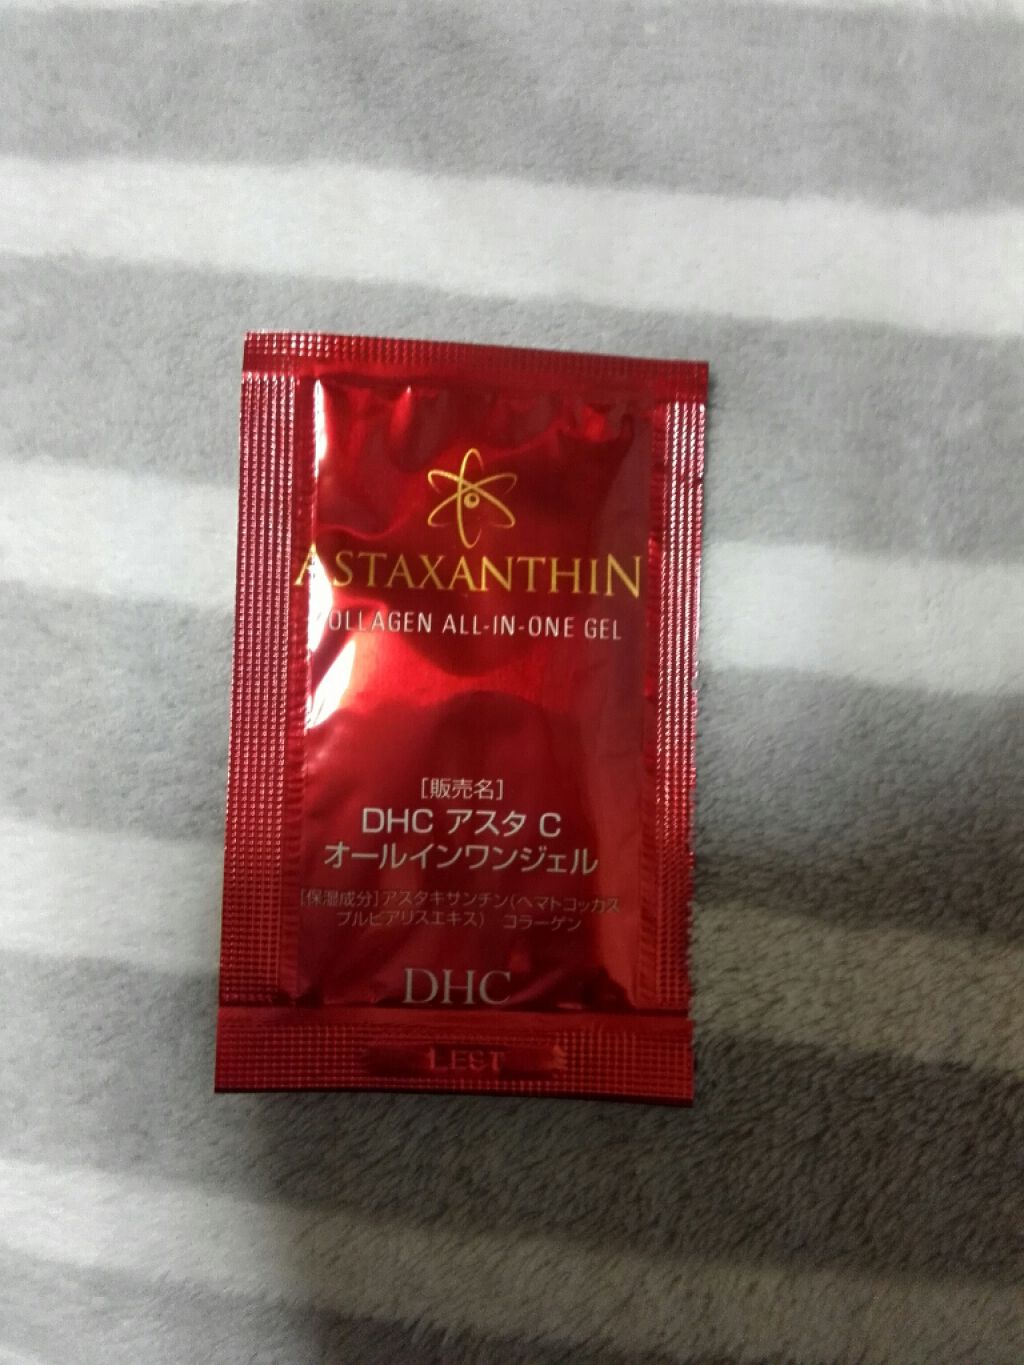 ASTAXANTHIN
COLLAGEN ALL-IN-ONE GEL
[販売名]
DHC アスタ C
オールインワンジェル
[保湿成分]アスタキサンチン(ヘマトコッカス
プルビアリスエキス) コラーゲン
DHC